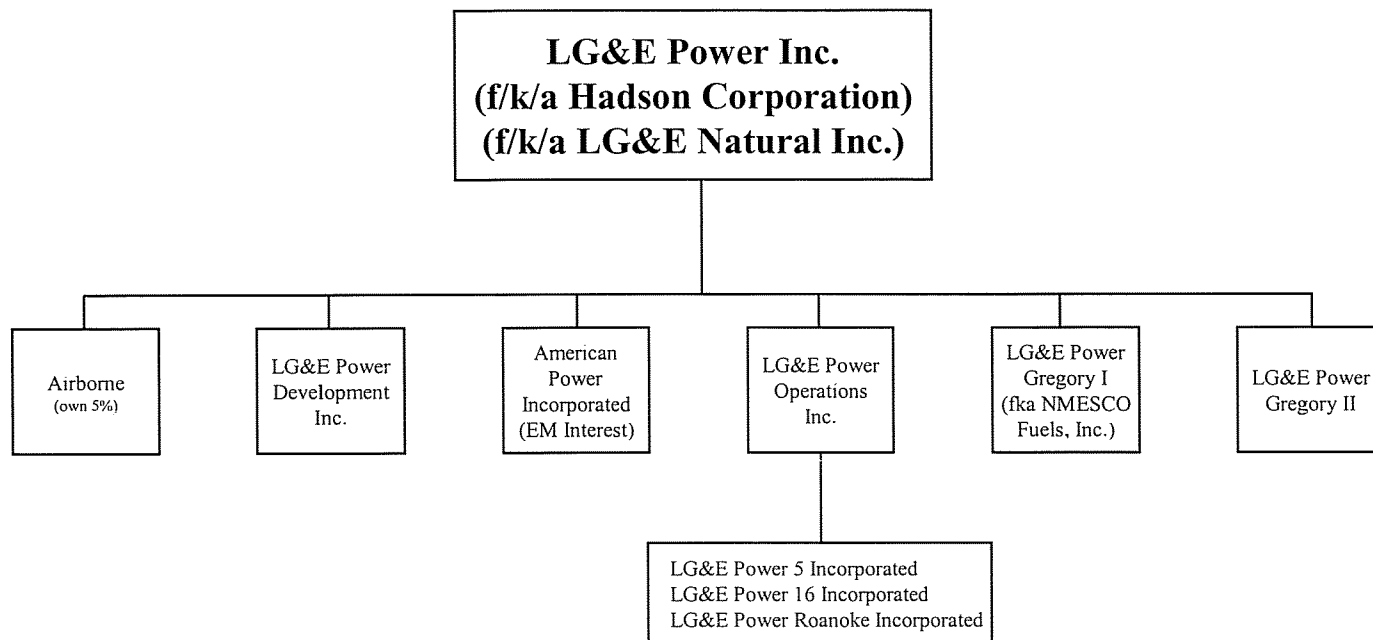 LG&E Power Inc.
(f/k/a Hadson Corporation)
(f/k/a LG&E Natural Inc.)
Airborne
(own 5%)
LG&E Power
Development
Inc.
American
Power
Incorporated
(EM Interest)
LG&E Power
Operations
Inc.
LG&E Power
Gregory I
(fka NMESCO
Fuels, Inc.)
LG&E Power
Gregory II
LG&E Power 5 Incorporated
LG&E Power 16 Incorporated
LG&E Power Roanoke Incorporated